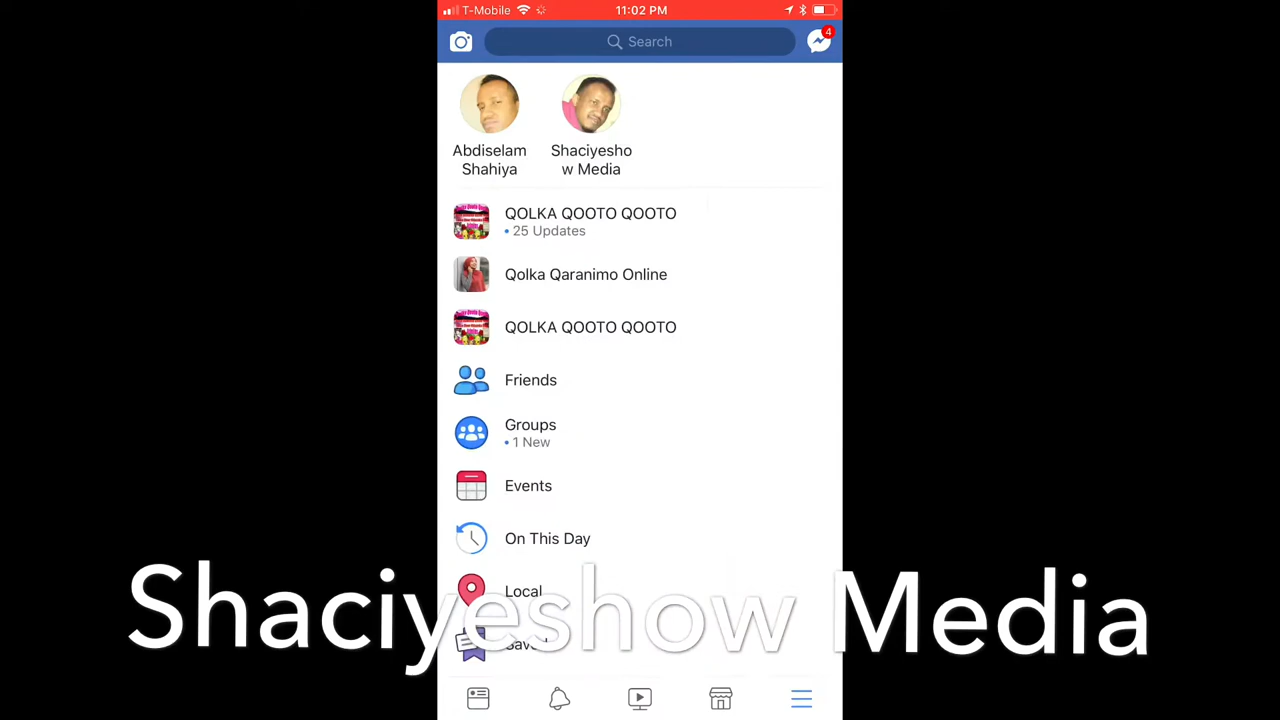 T-Mobile
11:02 PM
Search
4
Abdiselam
Shahiya
Shaciyesho
w Media
QOLKA QOOTO QOOTO
• 25 Updates
Qolka Qaranimo Online
QOLKA QOOTO QOOTO
Friends
Groups
• 1 New
Events
On This Day
Local
Saved
Shaciyeshow Media